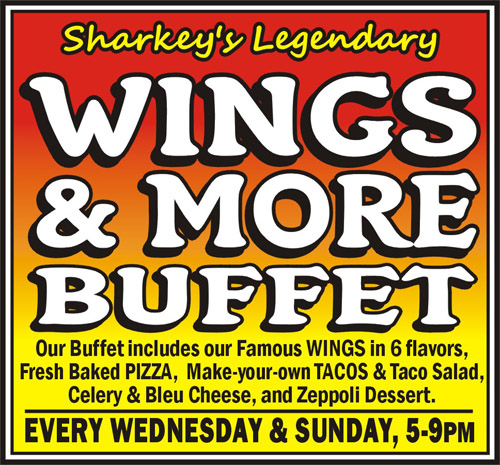 Sharkey's Legendary
WINGS
& MORE
BUFFET
Our Buffet includes our Famous WINGS in 6 flavors,
Fresh Baked PIZZA, Make-your-own TACOS & Taco Salad,
Celery & Bleu Cheese, and Zeppoli Dessert.
EVERY WEDNESDAY & SUNDAY, 5-9PM